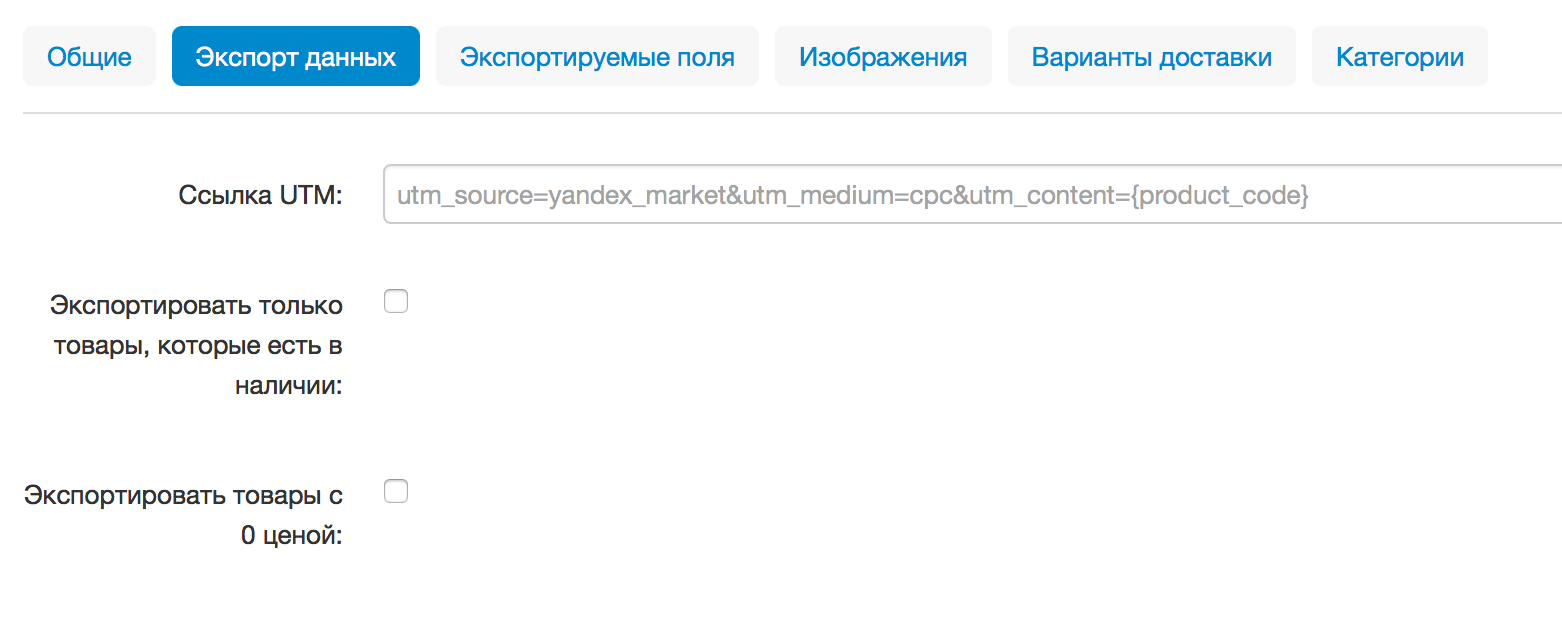 Общие Экспорт данных Экспортируемые поля Изображения Варианты доставки Категории
Ссылка UTM: utm_source=yandex_market&utm_medium=cpc&utm_content={product_code}
Экспортировать только
товары, которые есть в
наличии:
Экспортировать товары с
0 ценой: